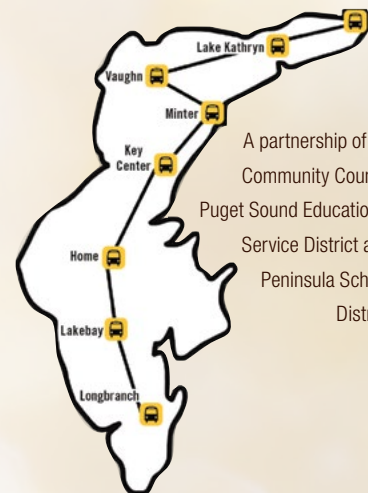 Lake Kathryn
Vaughn
Minter
Key
Center
Home
Lakebay
Longbranch
A partnership of
Community Coun
Puget Sound Educatio
Service District a
Peninsula Sch
Distr